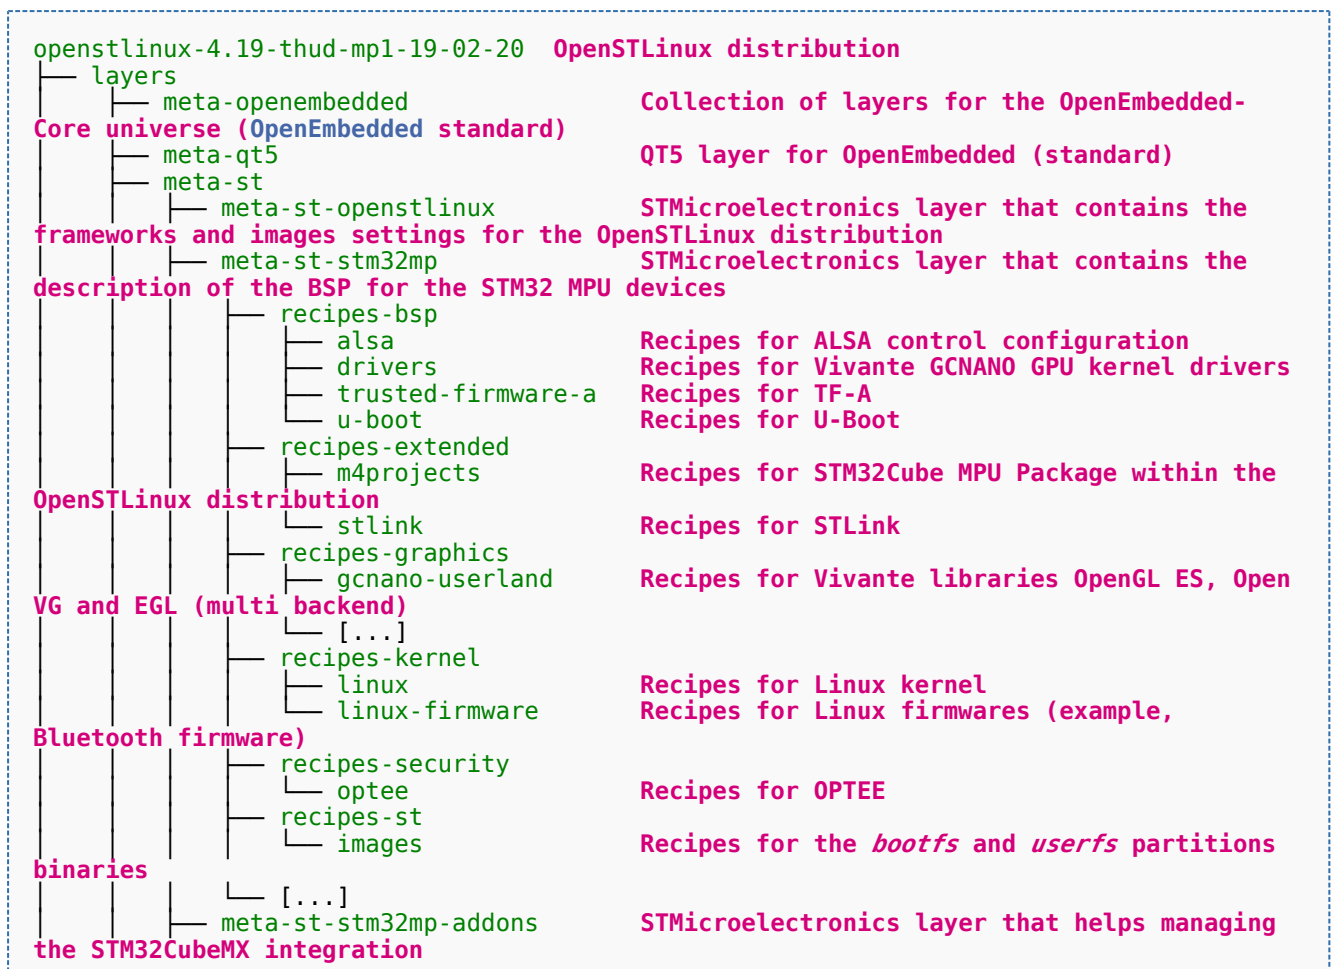 openstlinux-4.19-thud-mp1-19-02-20  OpenSTLinux distribution
├── layers
│    ├── meta-openembedded                Collection of layers for the OpenEmbedded-
Core universe (OpenEmbedded standard)
│    ├── meta-qt5                         QT5 layer for OpenEmbedded (standard)
│    ├── meta-st
│    │   ├── meta-st-openstlinux          STMicroelectronics layer that contains the
frameworks and images settings for the OpenSTLinux distribution
│    │   ├── meta-st-stm32mp              STMicroelectronics layer that contains the
description of the BSP for the STM32 MPU devices
│    │   │   ├── recipes-bsp
│    │   │   │   ├── alsa                 Recipes for ALSA control configuration
│    │   │   │   ├── drivers              Recipes for Vivante GCNANO GPU kernel drivers
│    │   │   │   ├── trusted-firmware-a   Recipes for TF-A
│    │   │   │   └── u-boot               Recipes for U-Boot
│    │   │   ├── recipes-extended
│    │   │   │   ├── m4projects           Recipes for STM32Cube MPU Package within the
OpenSTLinux distribution
│    │   │   │   └── stlink               Recipes for STLink
│    │   │   ├── recipes-graphics
│    │   │   │   ├── gcnano-userland      Recipes for Vivante libraries OpenGL ES, Open
VG and EGL (multi backend)
│    │   │   │   └── [...]
│    │   │   ├── recipes-kernel
│    │   │   │   ├── linux                Recipes for Linux kernel
│    │   │   │   └── linux-firmware       Recipes for Linux firmwares (example,
Bluetooth firmware)
│    │   │   ├── recipes-security
│    │   │   │   └── optee                Recipes for OPTEE
│    │   │   ├── recipes-st
│    │   │   │   └── images               Recipes for the bootfs and userfs partitions
binaries
│    │   │   └── [...]
│    │   ├── meta-st-stm32mp-addons       STMicroelectronics layer that helps managing
the STM32CubeMX integration